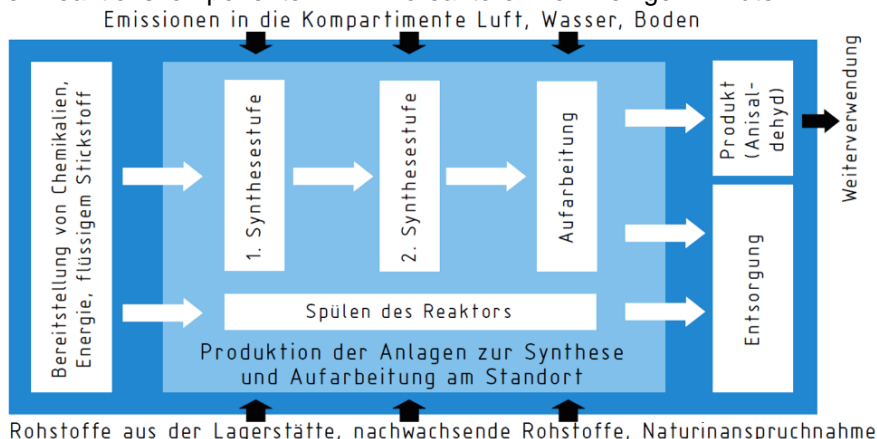 Emissionen in die Kompartimente Luft, Wasser, Boden
Bereitstellung von Chemikalien,
Energie, flüssigem Stickstoff
1. Synthesestufe
2. Synthesestufe
Aufarbeitung
Spülen des Reaktors
Produktion der Anlagen zur Synthese
und Aufarbeitung am Standort
Produkt
(Anisal-
dehyd)
Entsorgung
Weiterverwendung
Rohstoffe aus der Lagerstätte, nachwachsende Rohstoffe, Naturinanspruchnahme